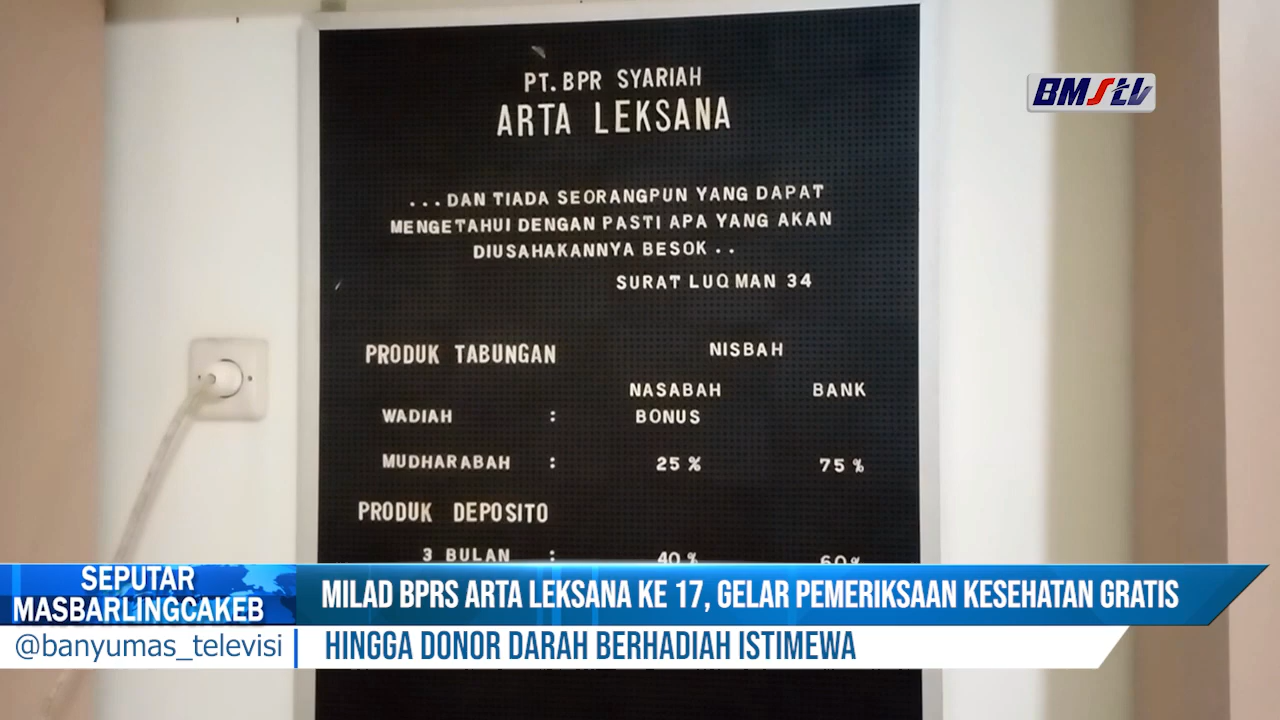 PT. BPR SYARIAH
ARTA LEKSANA
BMStv
...DAN TIADA SEORANGPUN YANG DAPAT
MENGETAHUI DENGAN PASTI APA YANG AKAN
DIUSAHAKANNYA BESOK ..
SURAT LUQMAN 34
PRODUK TABUNGAN NISBAH
NASABAH BANK
WADIAH : BONUS
MUDHARABAH : 25 % 75 %
PRODUK DEPOSITO
3 BULAN : 40 % 60 %
SEPUTAR
MASBARLINGCAKEB
@banyumas_televisi
MILAD BPRS ARTA LEKSANA KE 17, GELAR PEMERIKSAAN KESEHATAN GRATIS
HINGGA DONOR DARAH BERHADIAH ISTIMEWA